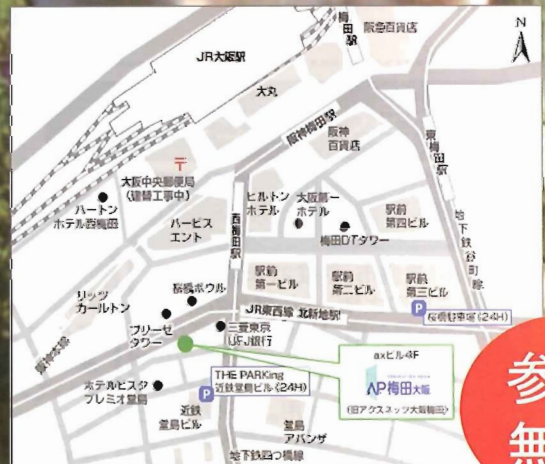 N
梅田駅
阪急百貨店
JR大阪駅
大丸
阪神梅田駅
阪神
百貨店
東梅田駅
〒
大阪中央郵便局
(建替工事中)
ハートン
ホテル西梅田
ハービス
エント
西梅田駅
ヒルトン
ホテル
大阪第一
ホテル
梅田DTタワー
駅前
第四ビル
地下鉄谷町線
駅前
第一ビル
駅前
第二ビル
駅前
第三ビル
リッツ
カールトン
桜橋ボウル
JR東西線 北新地駅
P
桜橋駐車場(24H)
ブリーゼ
タワー
三菱東京
UFJ銀行
阪神本線
axビル4F
AP梅田大阪
(旧アクスネッツ大阪梅田)
ホテルビスタ
プレミオ堂島
THE PARKing
近鉄堂島ビル(24H)
P
近鉄
堂島ビル
堂島
アバンザ
地下鉄四つ橋線
参
無